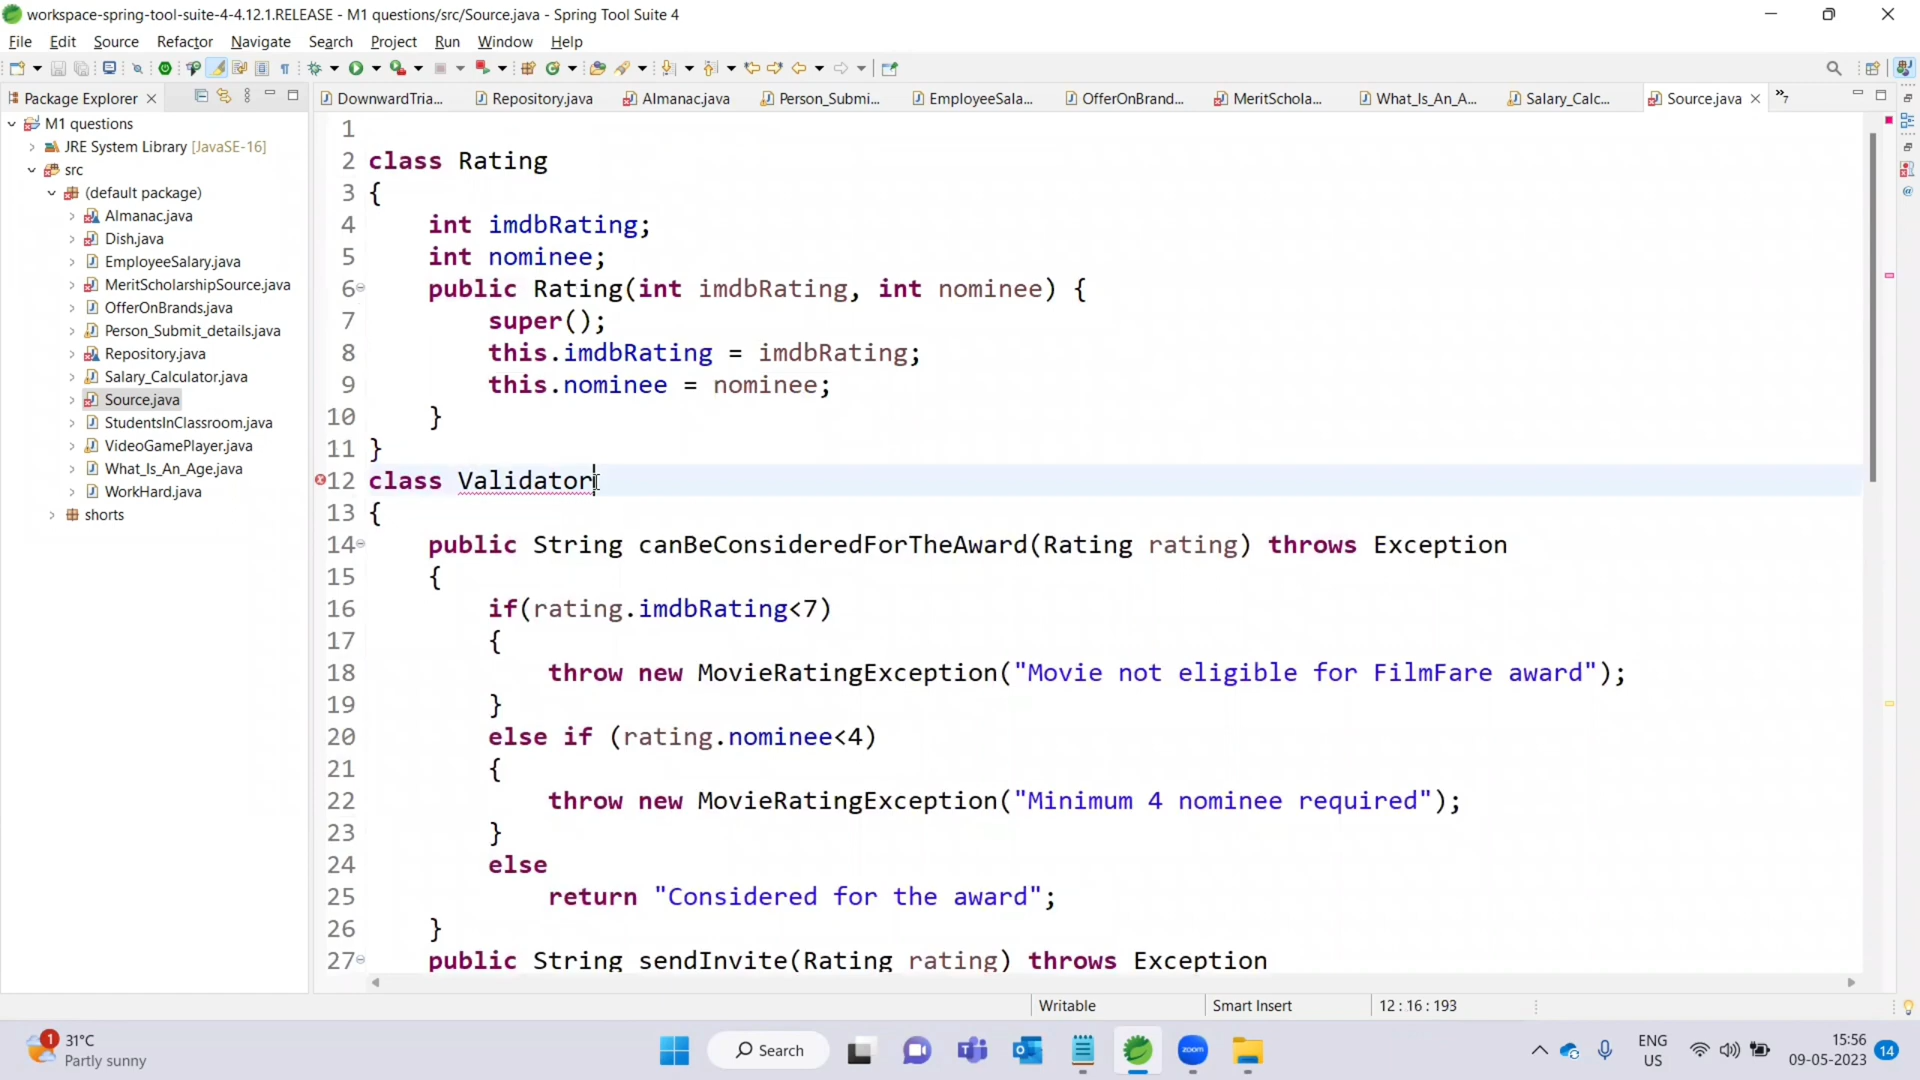 workspace-spring-tool-suite-4-4.12.1.RELEASE - M1 questions/src/Source.java - Spring Tool Suite 4
File Edit Source Refactor Navigate Search Project Run Window Help
Package Explorer
DownwardTria... Repository.java Almanac.java Person_Submi... EmployeeSala... OfferOnBrand... MeritSchola... What_Is_An_A... Salary_Calc... Source.java »7
M1 questions
JRE System Library [JavaSE-16]
src
(default package)
Almanac.java
Dish.java
EmployeeSalary.java
MeritScholarshipSource.java
OfferOnBrands.java
Person_Submit_details.java
Repository.java
Salary_Calculator.java
Source.java
StudentsInClassroom.java
VideoGamePlayer.java
What_Is_An_Age.java
WorkHard.java
shorts
1
2 class Rating
3 {
4 int imdbRating;
5 int nominee;
6 public Rating(int imdbRating, int nominee) {
7 super();
8 this.imdbRating = imdbRating;
9 this.nominee = nominee;
10 }
11 }
12 class Validator
13 {
14 public String canBeConsideredForTheAward(Rating rating) throws Exception
15 {
16 if(rating.imdbRating<7)
17 {
18 throw new MovieRatingException("Movie not eligible for FilmFare award");
19 }
20 else if (rating.nominee<4)
21 {
22 throw new MovieRatingException("Minimum 4 nominee required");
23 }
24 else
25 return "Considered for the award";
26 }
27 public String sendInvite(Rating rating) throws Exception
Writable Smart Insert 12 : 16 : 193
1 31°C
Partly sunny
Search
zoom
ENG
US
15:56
09-05-2023
14